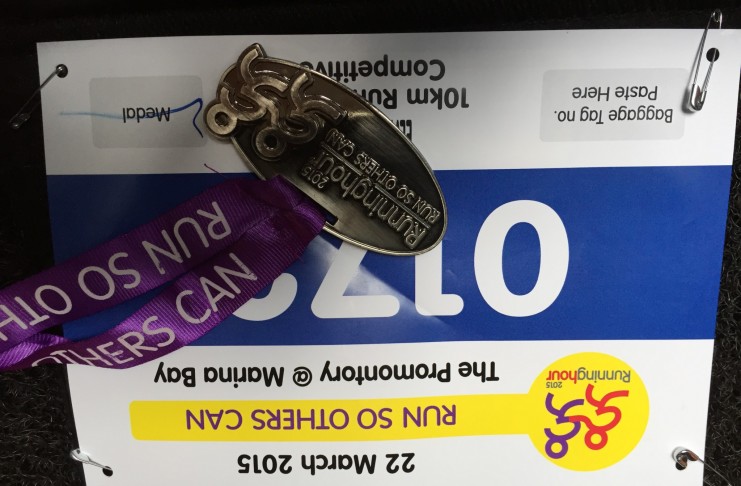 22 March 2015
RUN SO OTHERS CAN
The Promontory @ Marina Bay
2015
Runninghour
Baggage Tag no.
Paste Here
10km Run
Competitive
Medal
2015
Runninghour
RUN SO OTHERS CAN
RUN SO OTH
OTHERS CAN